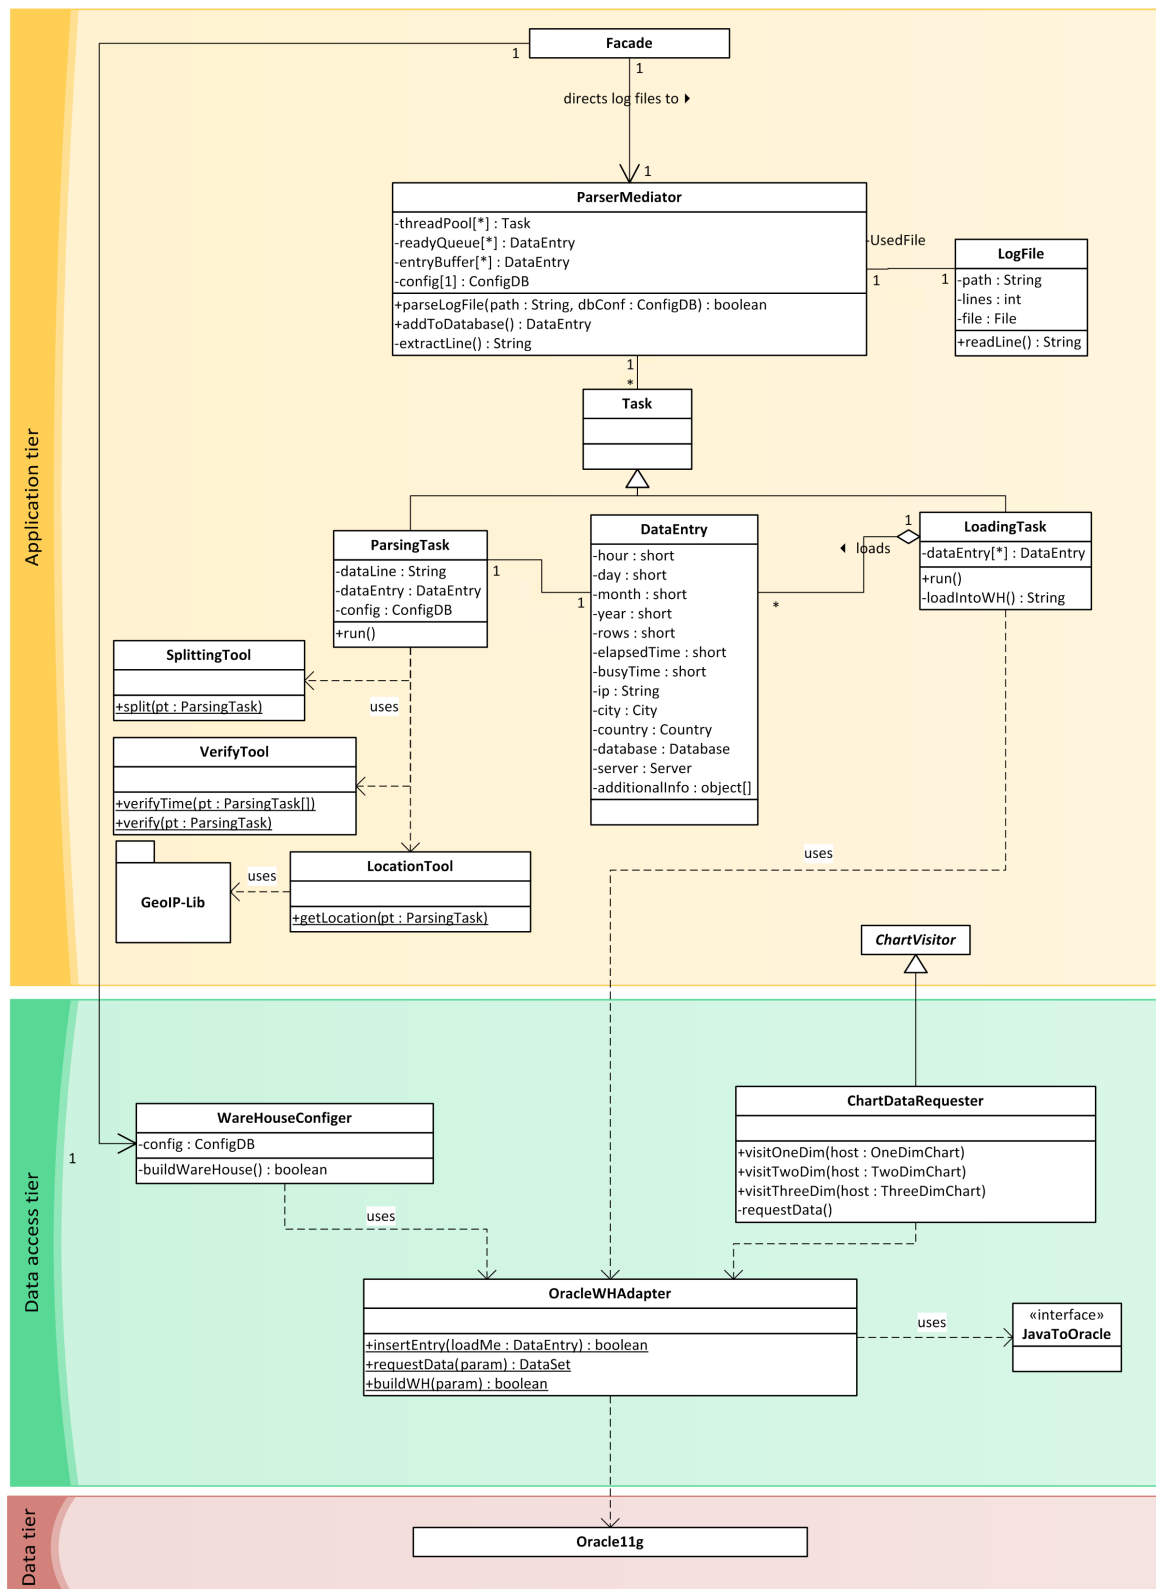 Application tier
Facade
1
1
directs log files to
1
ParserMediator
-threadPool[*] : Task
-readyQueue[*] : DataEntry
-entryBuffer[*] : DataEntry
-config[1] : ConfigDB
+parseLogFile(path : String, dbConf : ConfigDB) : boolean
+addToDatabase() : DataEntry
-extractLine() : String
-UsedFile
1
1
LogFile
-path : String
-lines : int
-file : File
+readLine() : String
1
*
Task
ParsingTask
-dataLine : String
-dataEntry : DataEntry
-config : ConfigDB
+run()
1
1
DataEntry
-hour : short
-day : short
-month : short
-year : short
-rows : short
-elapsedTime : short
-busyTime : short
-ip : String
-city : City
-country : Country
-database : Database
-server : Server
-additionalInfo : object[]
1
loads
*
LoadingTask
-dataEntry[*] : DataEntry
+run()
-loadIntoWH() : String
SplittingTool
+split(pt : ParsingTask)
uses
VerifyTool
+verifyTime(pt : ParsingTask[])
+verify(pt : ParsingTask)
GeoIP-Lib
uses
LocationTool
+getLocation(pt : ParsingTask)
uses
ChartVisitor
Data access tier
1
WareHouseConfiger
-config : ConfigDB
-buildWareHouse() : boolean
uses
ChartDataRequester
+visitOneDim(host : OneDimChart)
+visitTwoDim(host : TwoDimChart)
+visitThreeDim(host : ThreeDimChart)
-requestData()
OracleWHAdapter
+insertEntry(loadMe : DataEntry) : boolean
+requestData(param) : DataSet
+buildWH(param) : boolean
uses
«interface»
JavaToOracle
Data tier
Oracle11g